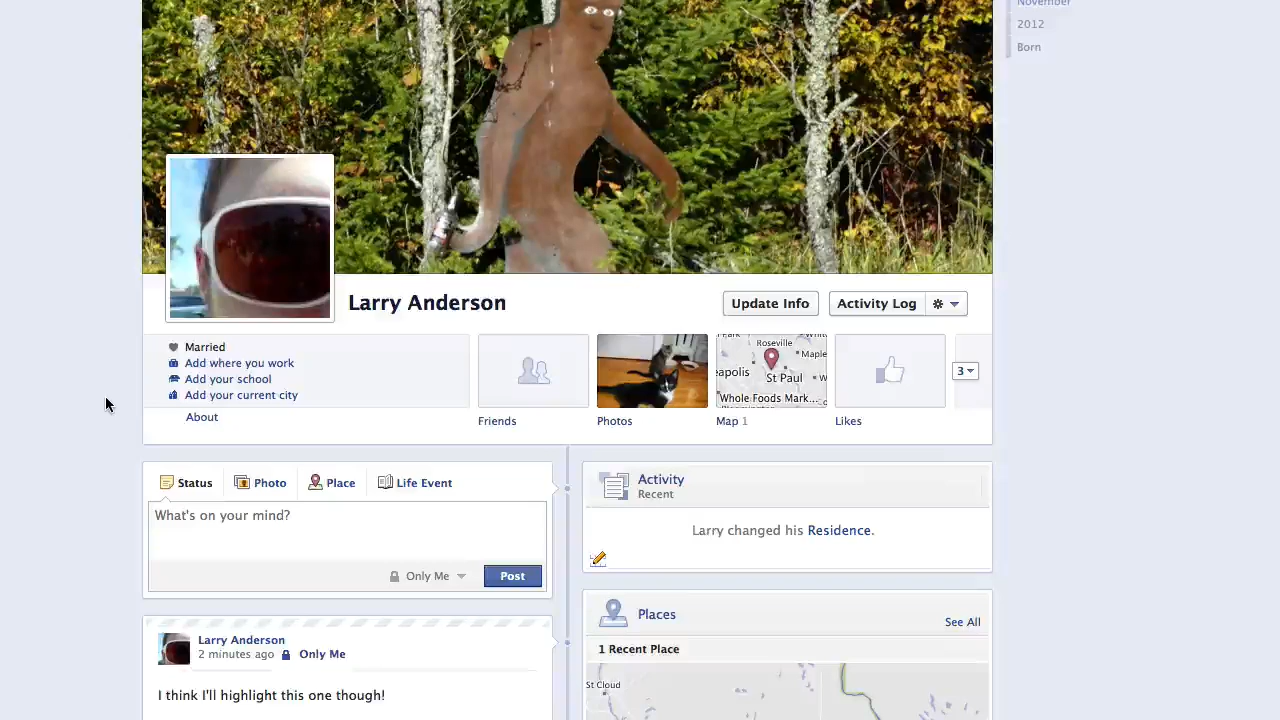 November
2012
Born
Larry Anderson
Update Info
Activity Log
Married
Add where you work
Add your school
Add your current city
About
Roseville
Maple
eapolis
St Paul
Whole Foods Mark...
3
Friends
Photos
Map 1
Likes
Status
Photo
Place
Life Event
What's on your mind?
Only Me
Post
Activity
Recent
Larry changed his Residence.
Places
See All
1 Recent Place
St Cloud
Larry Anderson
2 minutes ago
Only Me
I think I'll highlight this one though!